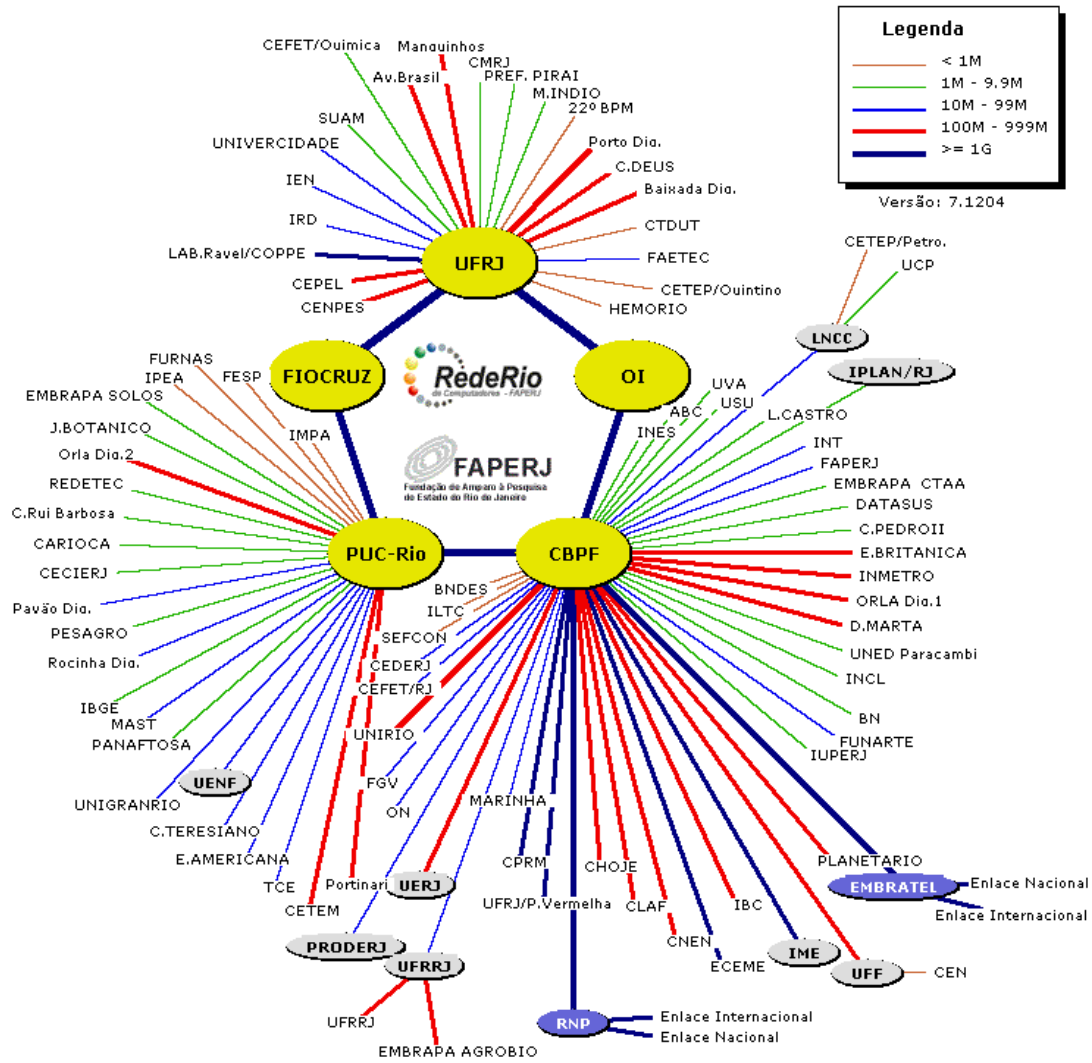 Legenda
< 1M
1M - 9.9M
10M - 99M
100M - 999M
>= 1G
Versão: 7.1204
CEFET/Ouimica
Manguinhos
Av.Brasil
CMRJ
PREF. PIRAI
M.INDIO
22º BPM
SUAM
UNIVERCIDADE
Porto Dig.
C.DEUS
IEN
Baixada Dig.
IRD
CTDUT
LAB.Ravel/COPPE
UFRJ
FAETEC
CEPEL
CETEP/Ouintino
CENPES
HEMORIO
CETEP/Petro.
UCP
LNCC
IPLAN/RJ
FIOCRUZ
RedeRio
de Computadores - FAPERJ
OI
FURNAS
IPEA
FESP
EMBRAPA SOLOS
IMPA
J.BOTANICO
Orla Dig.2
REDETEC
C.Rui Barbosa
CARIOCA
CECIERJ
FAPERJ
Fundação de Amparo à Pesquisa
do Estado do Rio de Janeiro
UVA
ABC
USU
INES
L.CASTRO
INT
FAPERJ
EMBRAPA CTAA
DATASUS
C.PEDROII
PUC-Rio
CBPF
E.BRITANICA
INMETRO
ORLA Dig.1
D.MARTA
UNED Paracambi
INCL
BN
FUNARTE
IUPERJ
Pavão Dig.
PESAGRO
Rocinha Dig.
IBGE
MAST
PANAFTOSA
UENF
UNIGRANRIO
C.TERESIANO
E.AMERICANA
TCE
CETEM
Portinari
BNDES
ILTC
SEFCON
CEDERJ
CEFET/RJ
UNIRIO
FGV
ON
MARINHA
UERJ
PRODERJ
UFRRJ
UFRRJ
EMBRAPA AGROBIO
CPRM
UFRJ/P.Vermelha
CHOJE
CLAF
CNEN
ECEME
IBC
IME
PLANETARIO
EMBRATEL
Enlace Nacional
Enlace Internacional
UFF
CEN
RNP
Enlace Internacional
Enlace Nacional